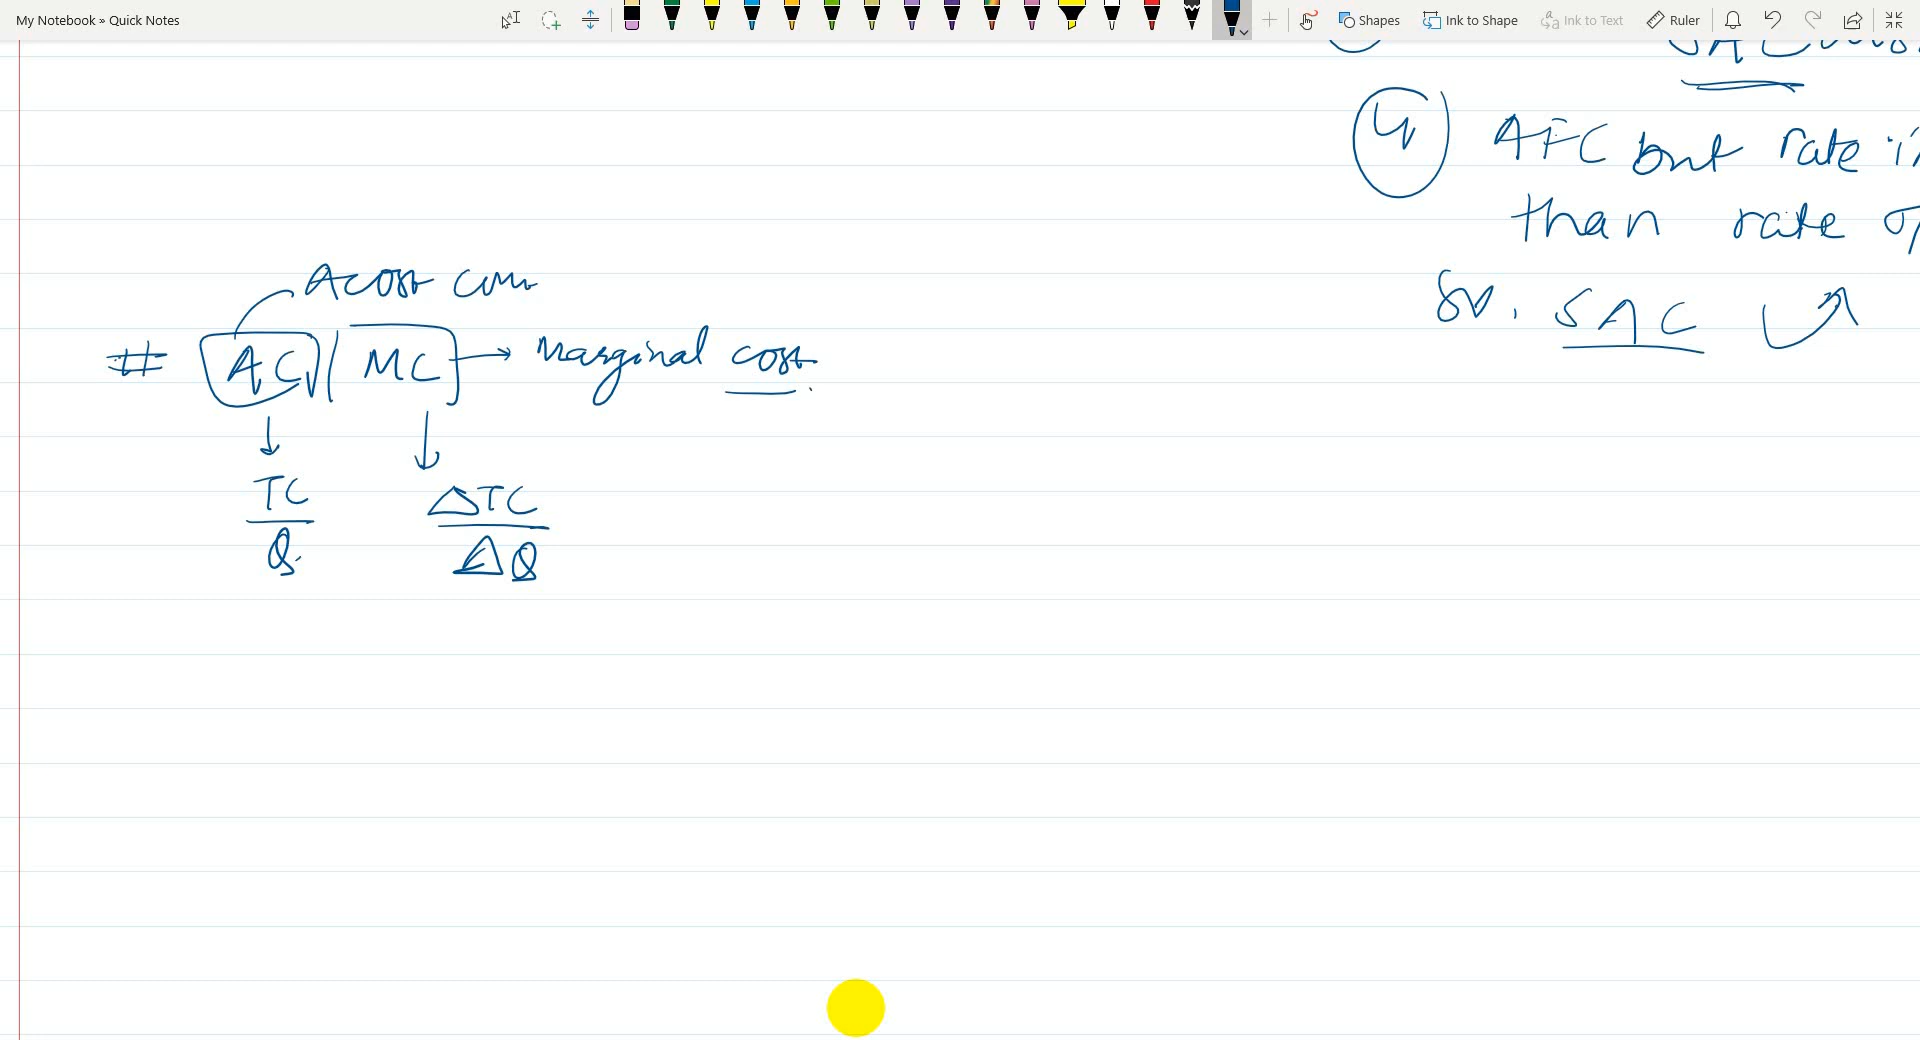 My Notebook » Quick Notes
Shapes
Ink to Shape
Ink to Text
Ruler
4 AFC but rate
than rate
SAC
A cost
# AC / MC → Marginal cost
TC
Q
ΔTC
ΔQ